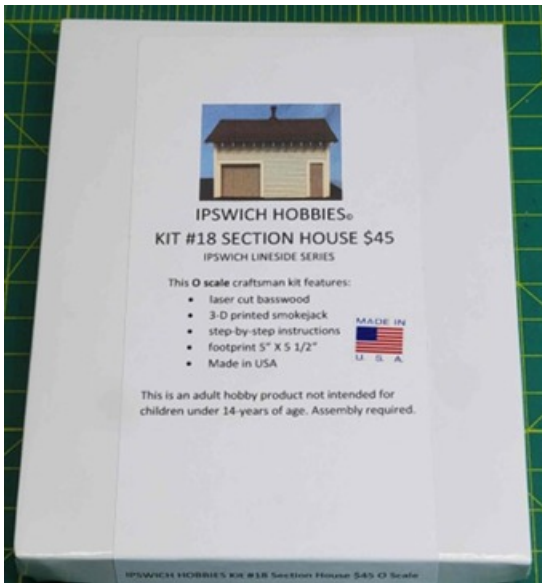 IPSWICH HOBBIES©
KIT #18 SECTION HOUSE $45
IPSWICH LINESIDE SERIES
This O scale craftsman kit features:
• laser cut basswood
• 3-D printed smokejack
• step-by-step instructions
• footprint 5" X 5 1/2"
• Made in USA
MADE IN
U. S. A.
This is an adult hobby product not intended for
children under 14-years of age. Assembly required.
IPSWICH HOBBIES Kit #18 Section House $45 O Scale